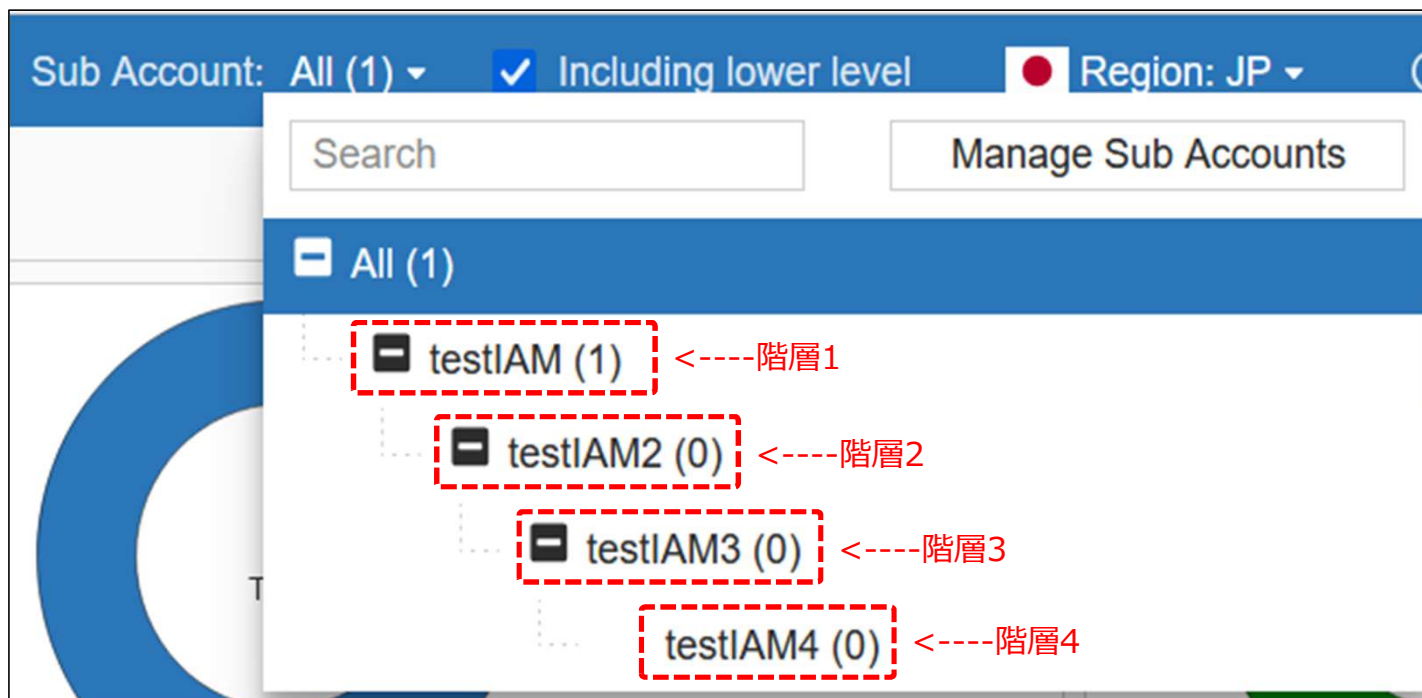 Sub Account: All (1) Including lower level Region: JP
Search Manage Sub Accounts
All (1)
testIAM (1) <----階層1
testIAM2 (0) <----階層2
testIAM3 (0) <----階層3
testIAM4 (0) <----階層4
T